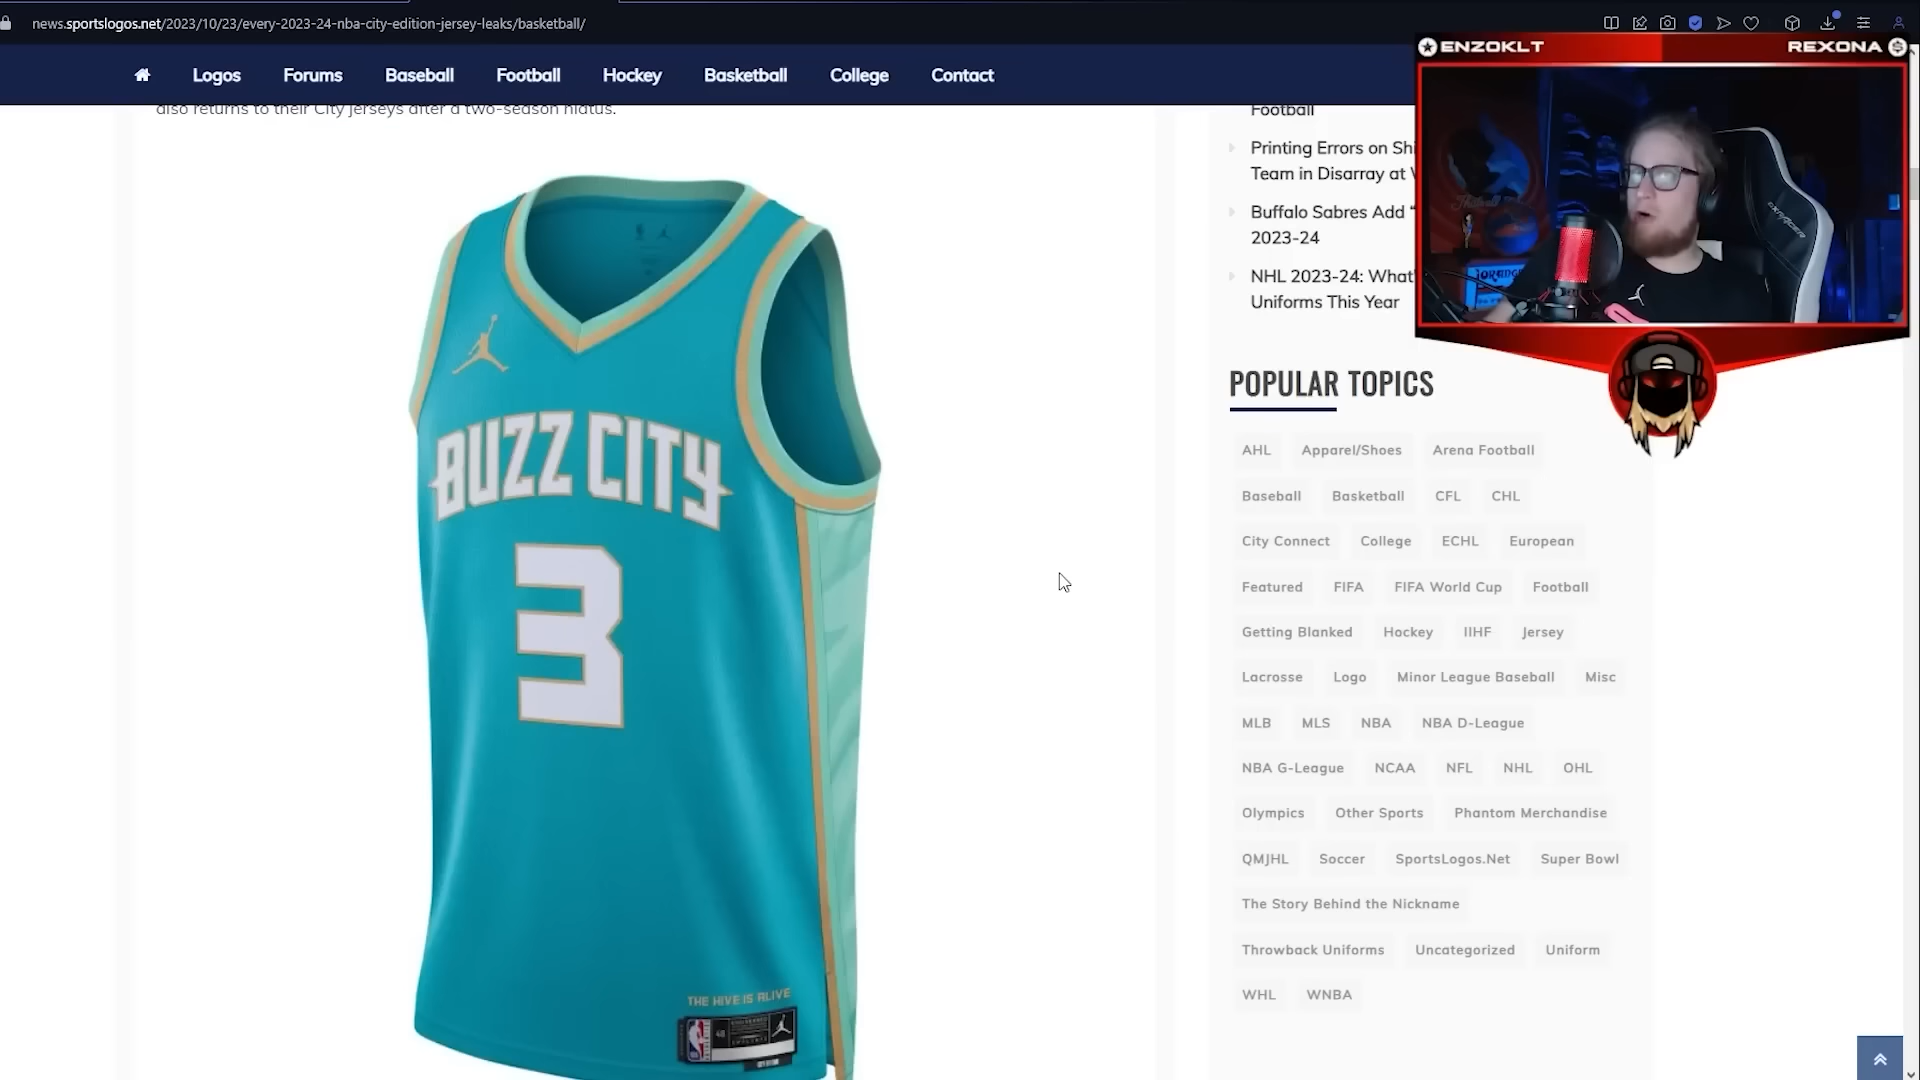 news.sportslogos.net/2023/10/23/every-2023-24-nba-city-edition-jersey-leaks/basketball/
Logos Forums Baseball Football Hockey Basketball College Contact
also returns to their City jerseys after a two-season hiatus.
BUZZ CITY
3
THE HIVE IS ALIVE
48
Football
Printing Errors on Shi
Team in Disarray at W
Buffalo Sabres Add “
2023-24
NHL 2023-24: What'
Uniforms This Year
ENZOKLT
REXONA
POPULAR TOPICS
AHL Apparel/Shoes Arena Football
Baseball Basketball CFL CHL
City Connect College ECHL European
Featured FIFA FIFA World Cup Football
Getting Blanked Hockey IIHF Jersey
Lacrosse Logo Minor League Baseball Misc
MLB MLS NBA NBA D-League
NBA G-League NCAA NFL NHL OHL
Olympics Other Sports Phantom Merchandise
QMJHL Soccer SportsLogos.Net Super Bowl
The Story Behind the Nickname
Throwback Uniforms Uncategorized Uniform
WHL WNBA